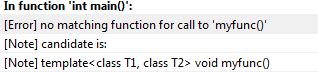 In function 'int main()':
[Error] no matching function for call to 'myfunc()'
[Note] candidate is:
[Note] template<class T1, class T2> void myfunc()